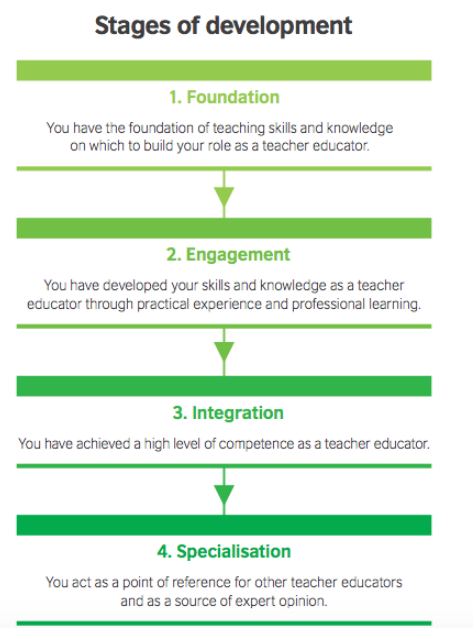 Stages of development
1. Foundation
You have the foundation of teaching skills and knowledge
on which to build your role as a teacher educator.
2. Engagement
You have developed your skills and knowledge as a teacher
educator through practical experience and professional learning.
3. Integration
You have achieved a high level of competence as a teacher educator.
4. Specialisation
You act as a point of reference for other teacher educators
and as a source of expert opinion.